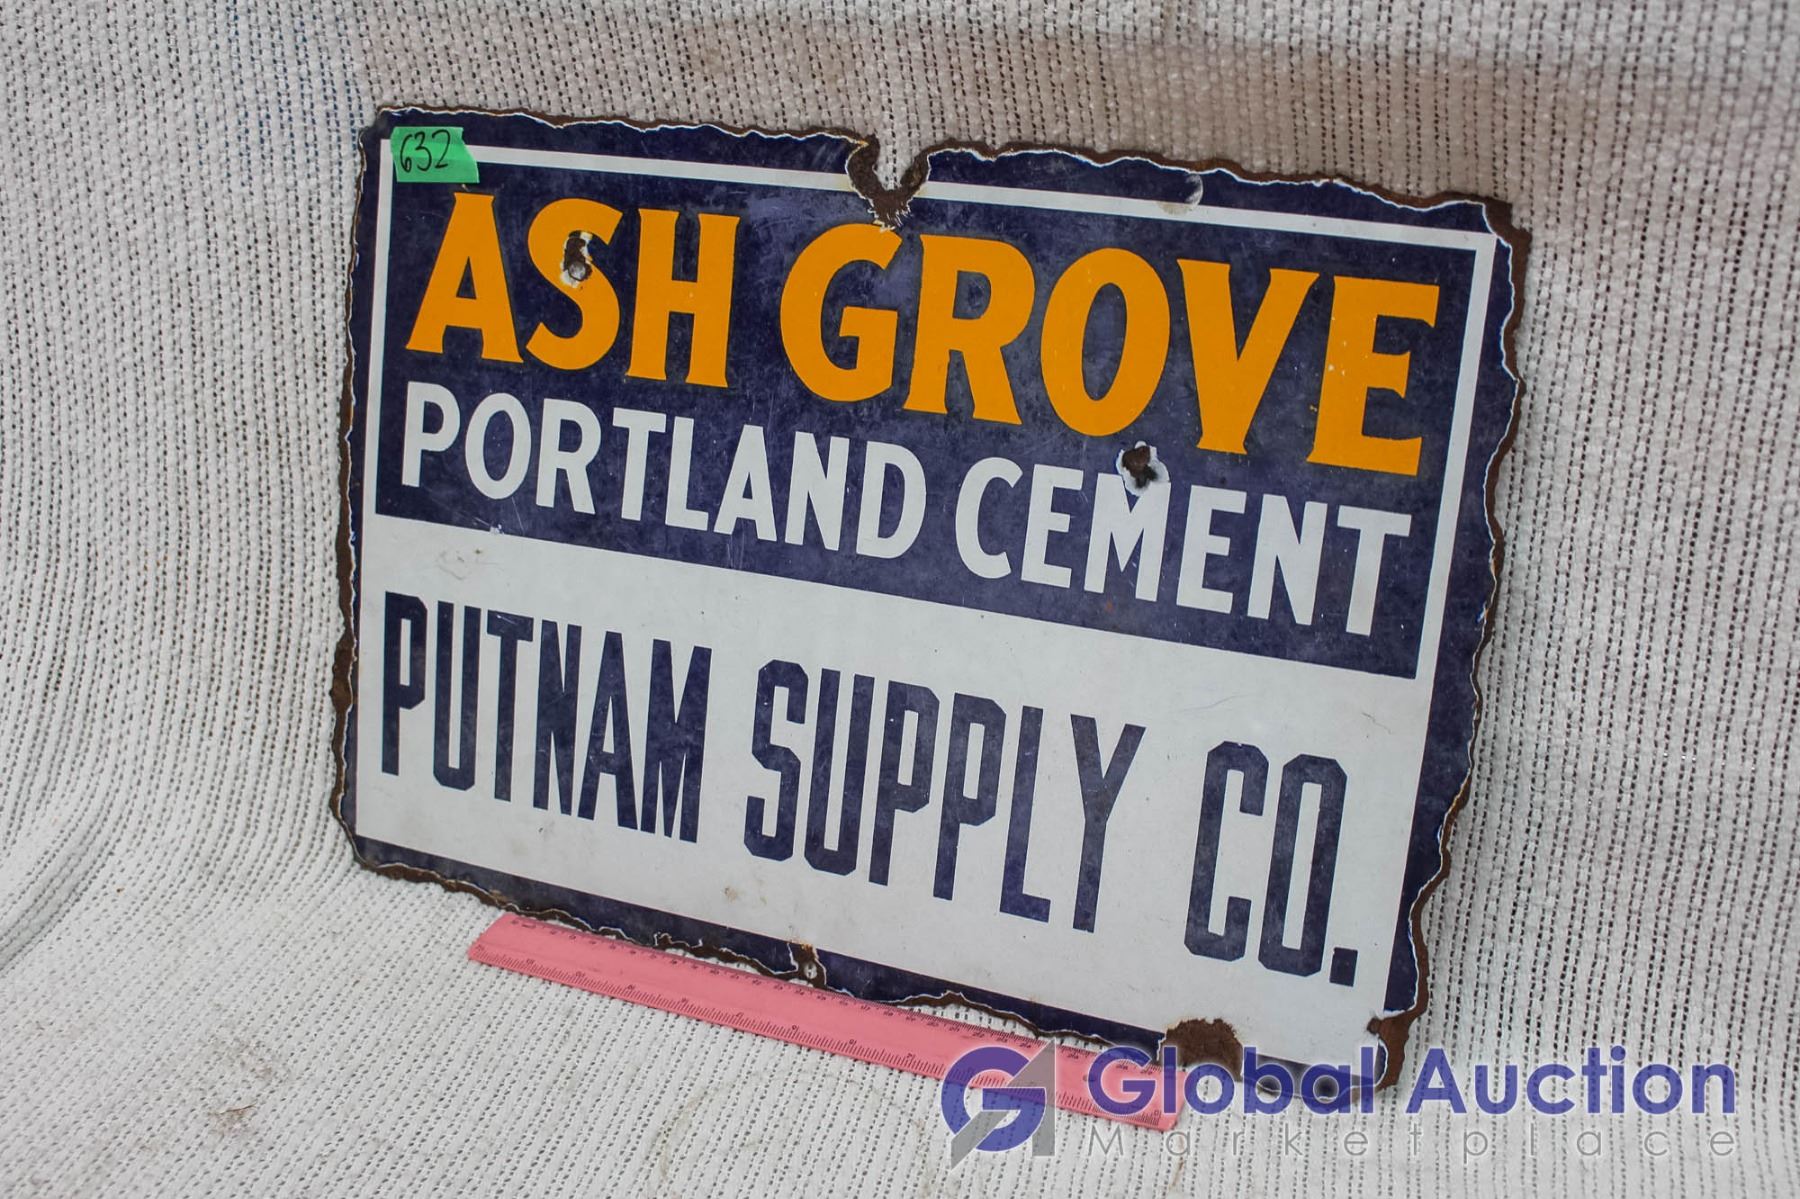 632
ASH GROVE
PORTLAND CEMENT
PUTNAM SUPPLY CO.
Global Auction
Marketplace